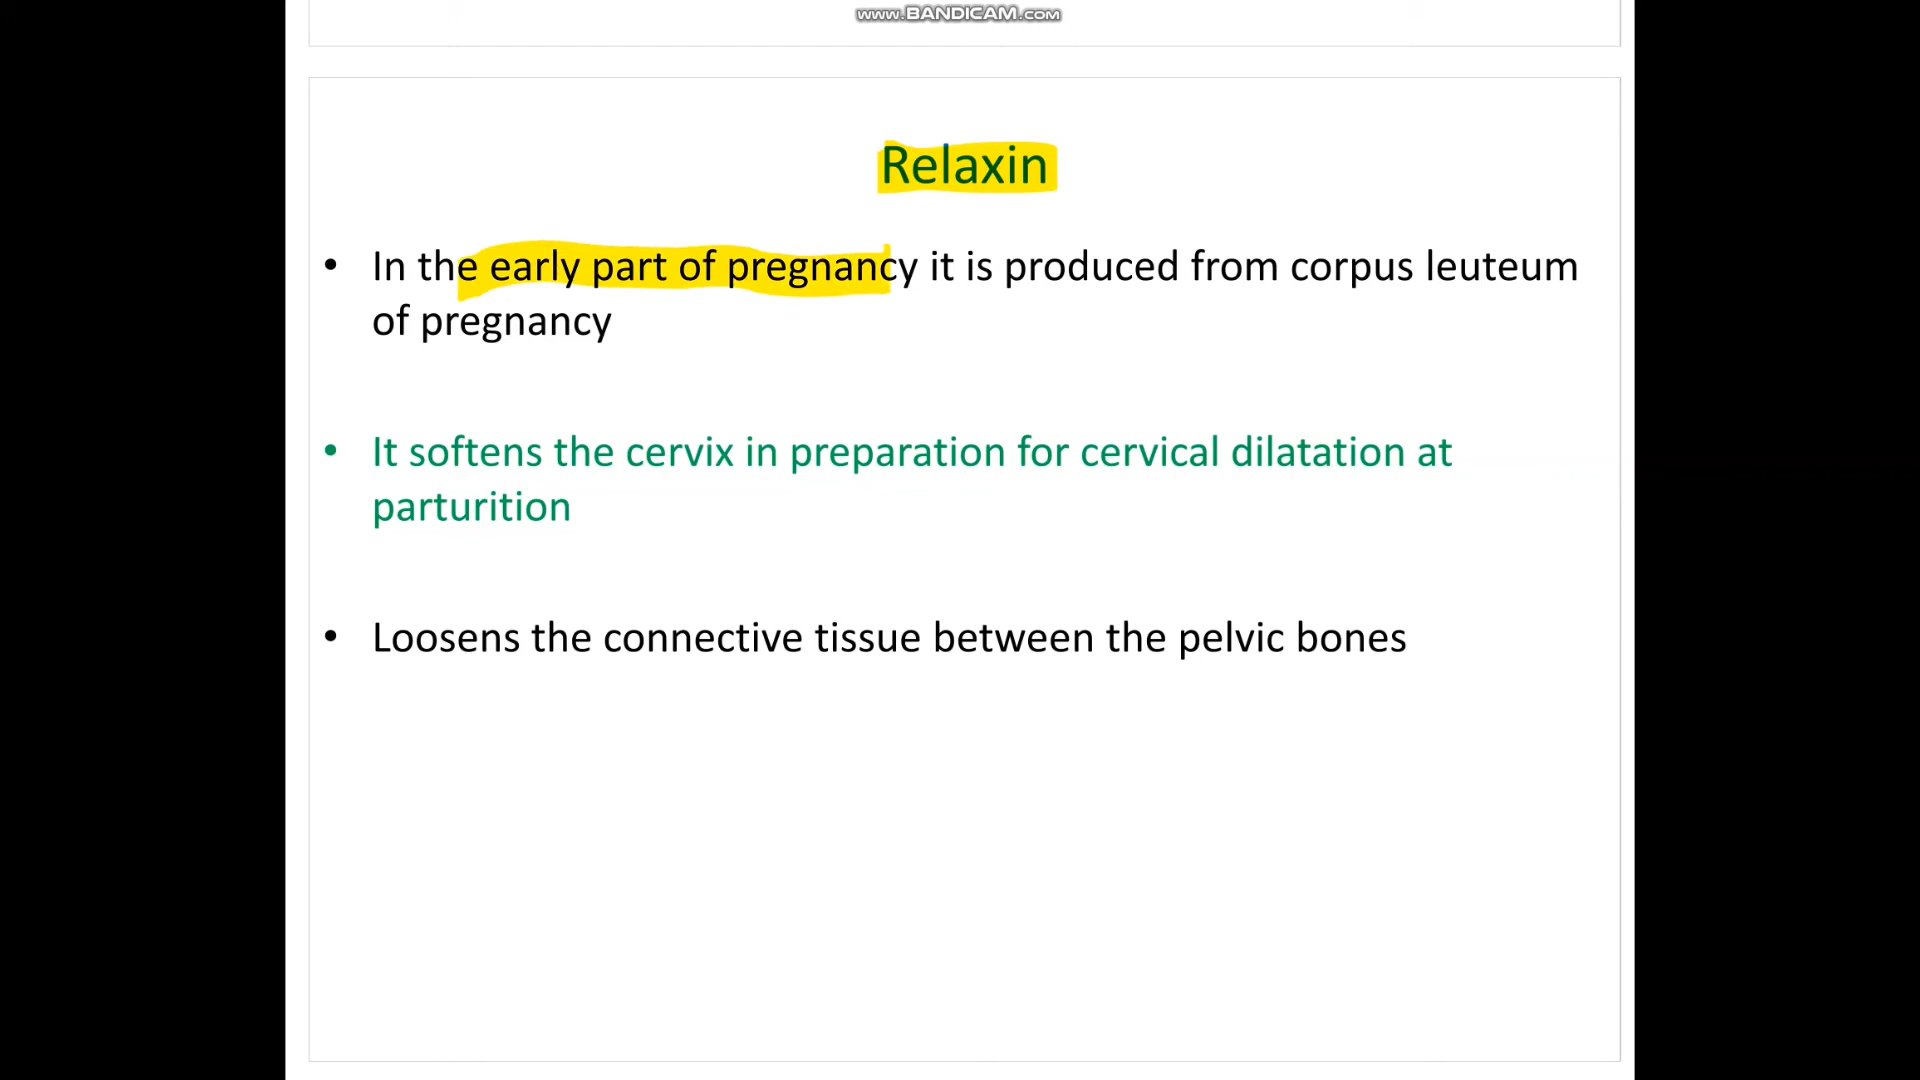 www.BANDICAM.com
Relaxin
• In the early part of pregnancy it is produced from corpus leuteum
of pregnancy
• It softens the cervix in preparation for cervical dilatation at
parturition
• Loosens the connective tissue between the pelvic bones